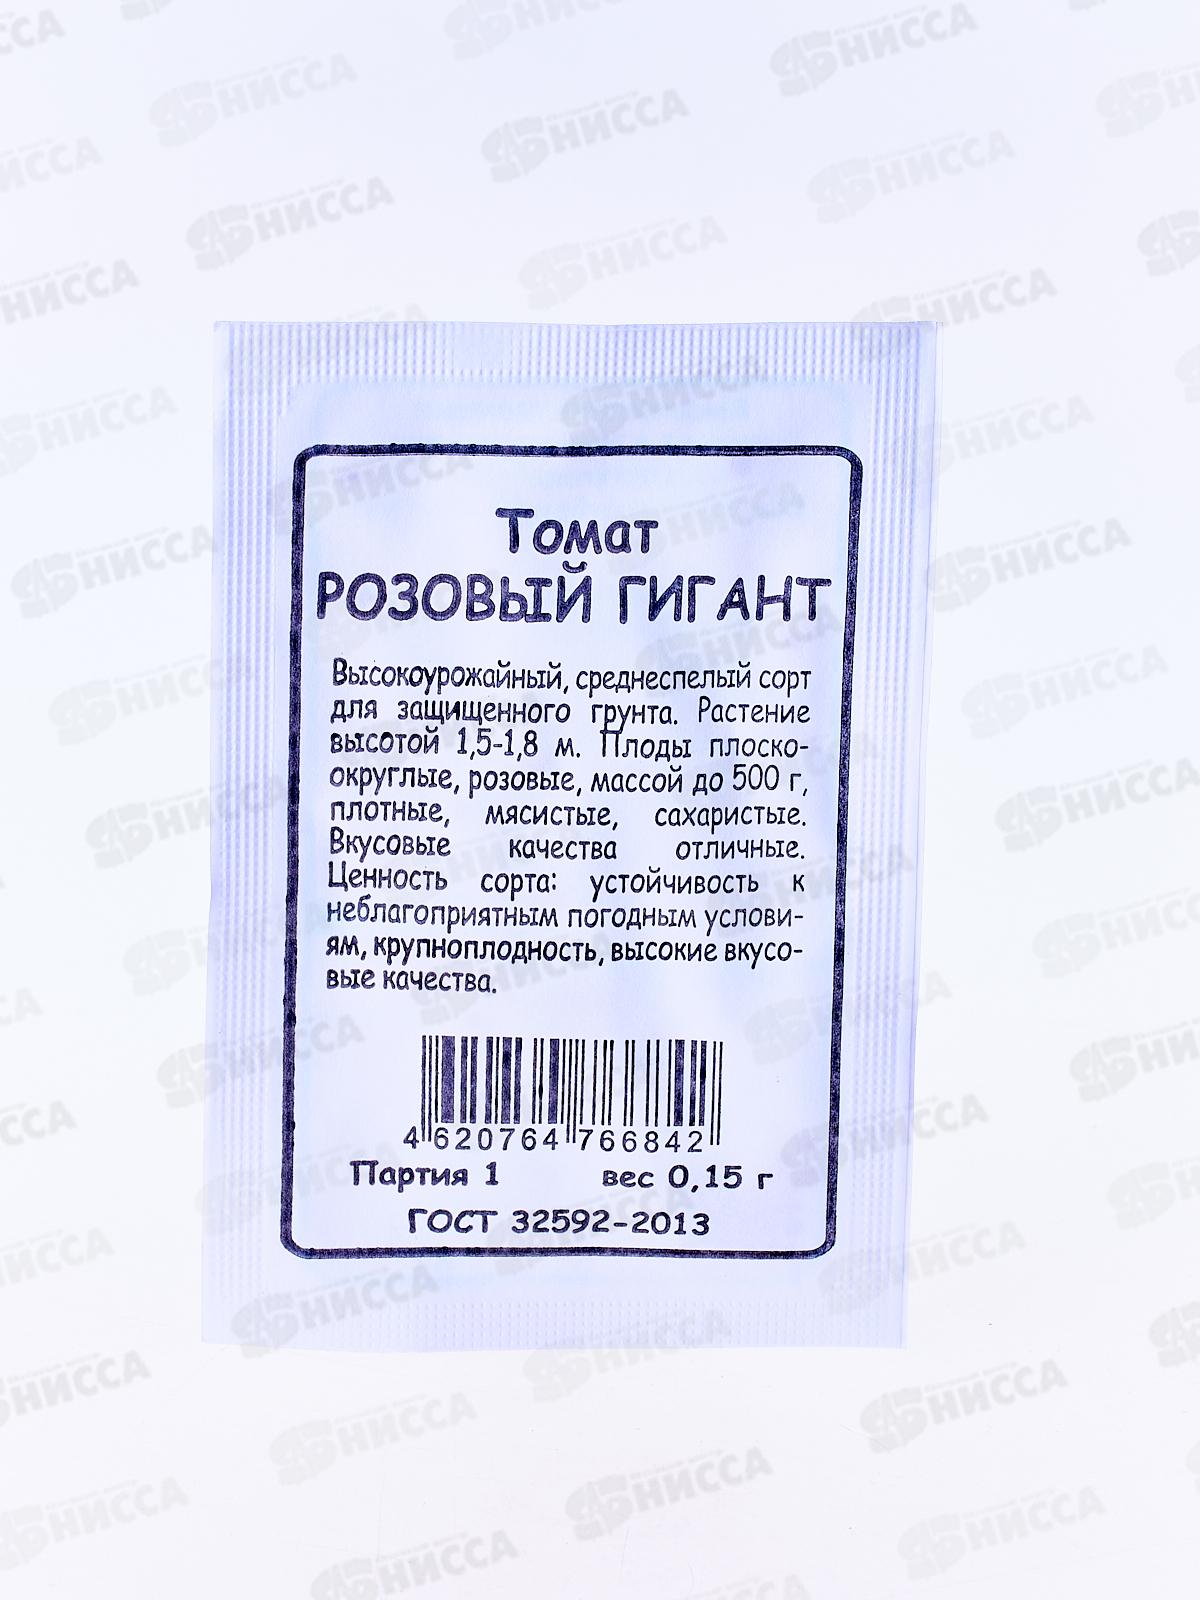 Томат
РОЗОВЫЙ ГИГАНТ
Высокоурожайный, среднеспелый сорт
для защищенного грунта. Растение
высотой 1,5-1,8 м. Плоды плоско-
округлые, розовые, массой до 500 г,
плотные, мясистые, сахаристые.
Вкусовые качества отличные.
Ценность сорта: устойчивость к
неблагоприятным погодным услови-
ям, крупноплодность, высокие вкусо-
вые качества.
4 620764 766842
Партия 1 вес 0,15 г
ГОСТ 32592-2013